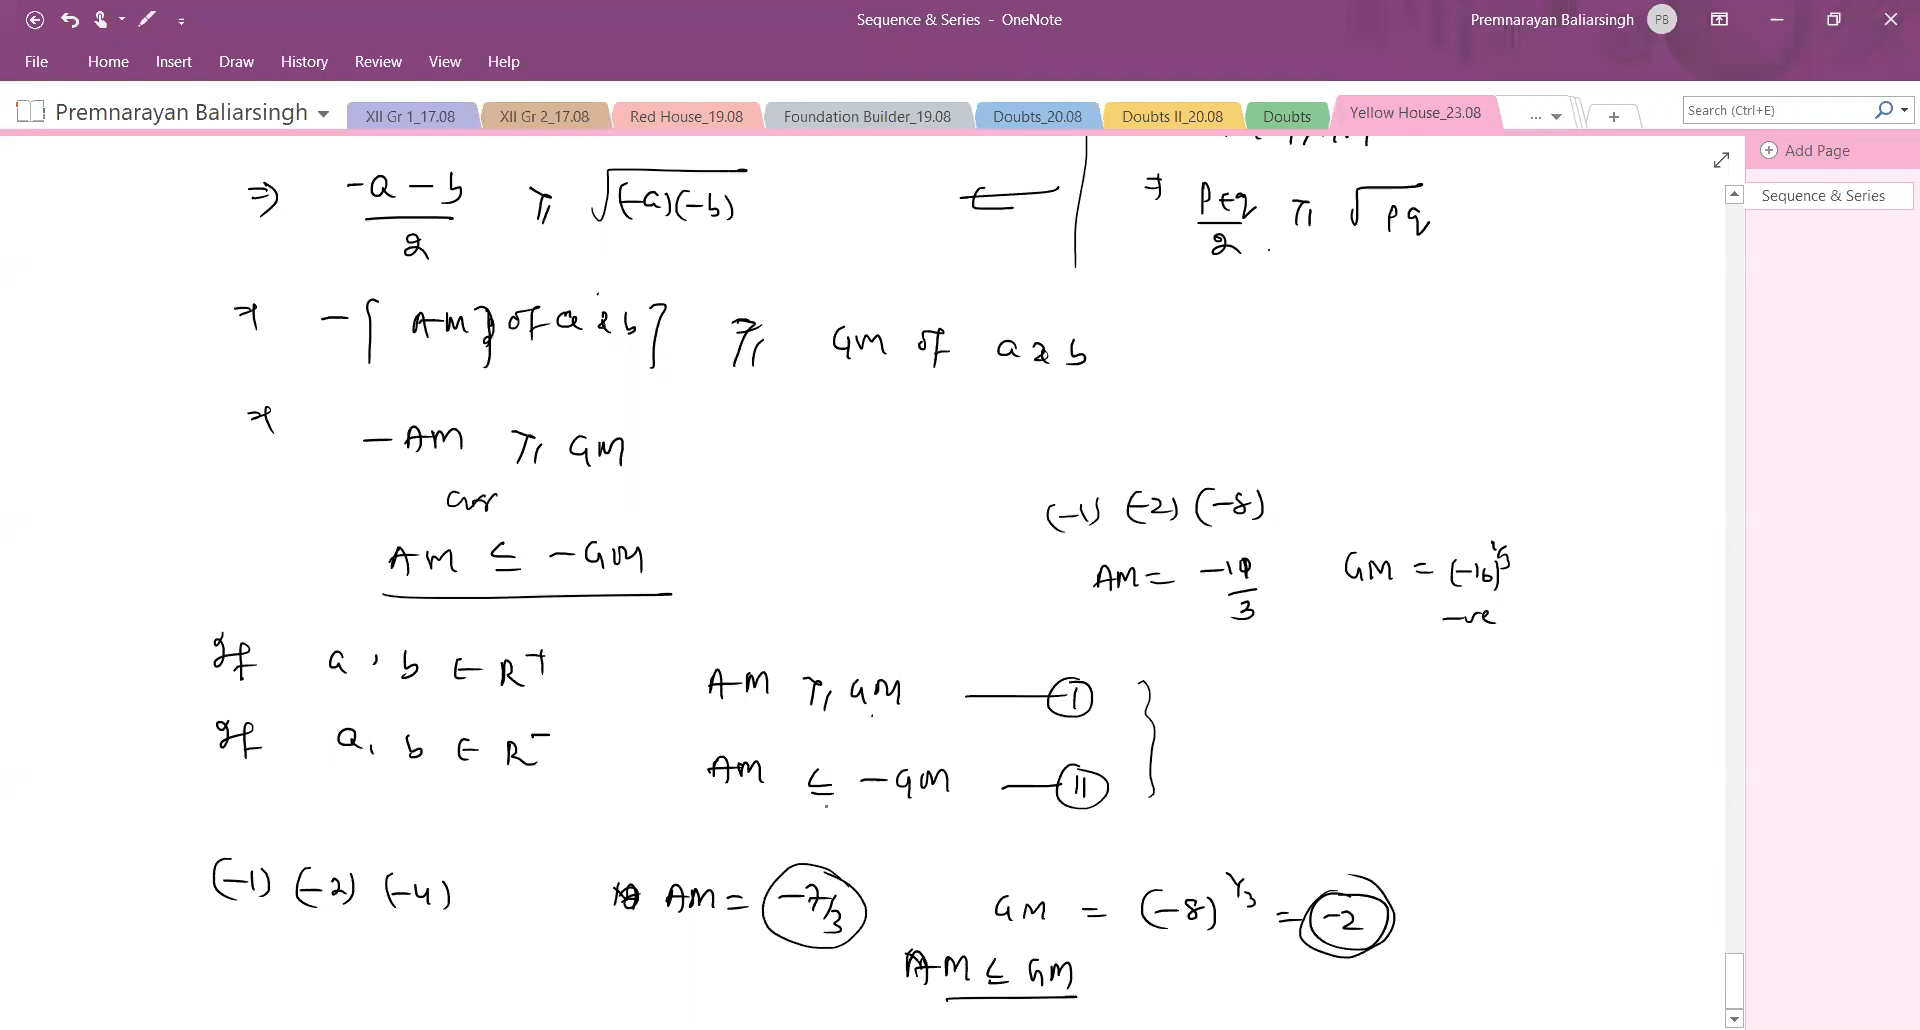 Sequence & Series - OneNote
Premnarayan Baliarsingh PB
File Home Insert Draw History Review View Help
Premnarayan Baliarsingh XII Gr 1_17.08 XII Gr 2_17.08 Red House_19.08 Foundation Builder_19.08 Doubts_20.08 Doubts II_20.08 Doubts Yellow House_23.08 ... + Search (Ctrl+E)
Add Page
Sequence & Series
⇒ (-a - b)/2 ≥ √(-a)(-b)
⇒ (p+q)/2 ≥ √pq
⇒ -[AM} of a & b] ≥ GM of a & b
⇒ -AM ≥ GM
or
AM ≤ -GM
(-1) (-2) (-8)
AM = -11/3 GM = (-16)^1/3
-ve
If a, b ∈ R+ AM ≥ GM — I
If a, b ∈ R- AM ≤ -GM — II
(-1) (-2) (-4) AM = -7/3 GM = (-8)^1/3 = -2
AM ≤ GM